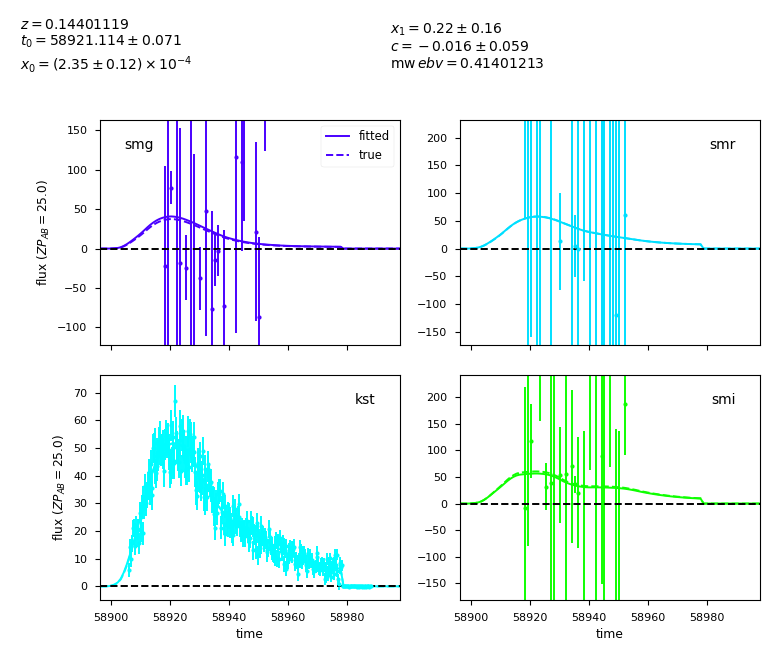 z = 0.14401119
t0 = 58921.114 ± 0.071
x0 = (2.35 ± 0.12) × 10^−4
x1 = 0.22 ± 0.16
c = −0.016 ± 0.059
mw ebv = 0.41401213
smg
fitted
true
150
100
50
0
−50
−100
flux (ZP_AB = 25.0)
smr
200
150
100
50
0
−50
−100
−150
kst
70
60
50
40
30
20
10
0
flux (ZP_AB = 25.0)
58900 58920 58940 58960 58980
time
smi
200
150
100
50
0
−50
−100
−150
58900 58920 58940 58960 58980
time